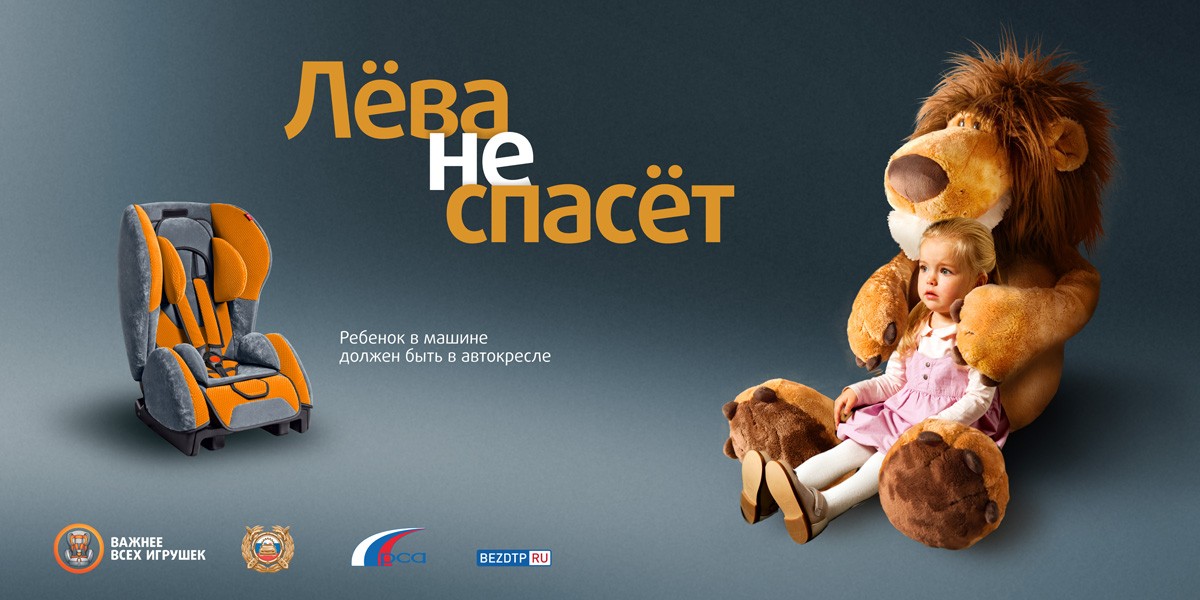 Лёва
не
спасёт
Ребенок в машине
должен быть в автокресле
ВАЖНЕЕ
ВСЕХ ИГРУШЕК
рса
BEZDTP RU